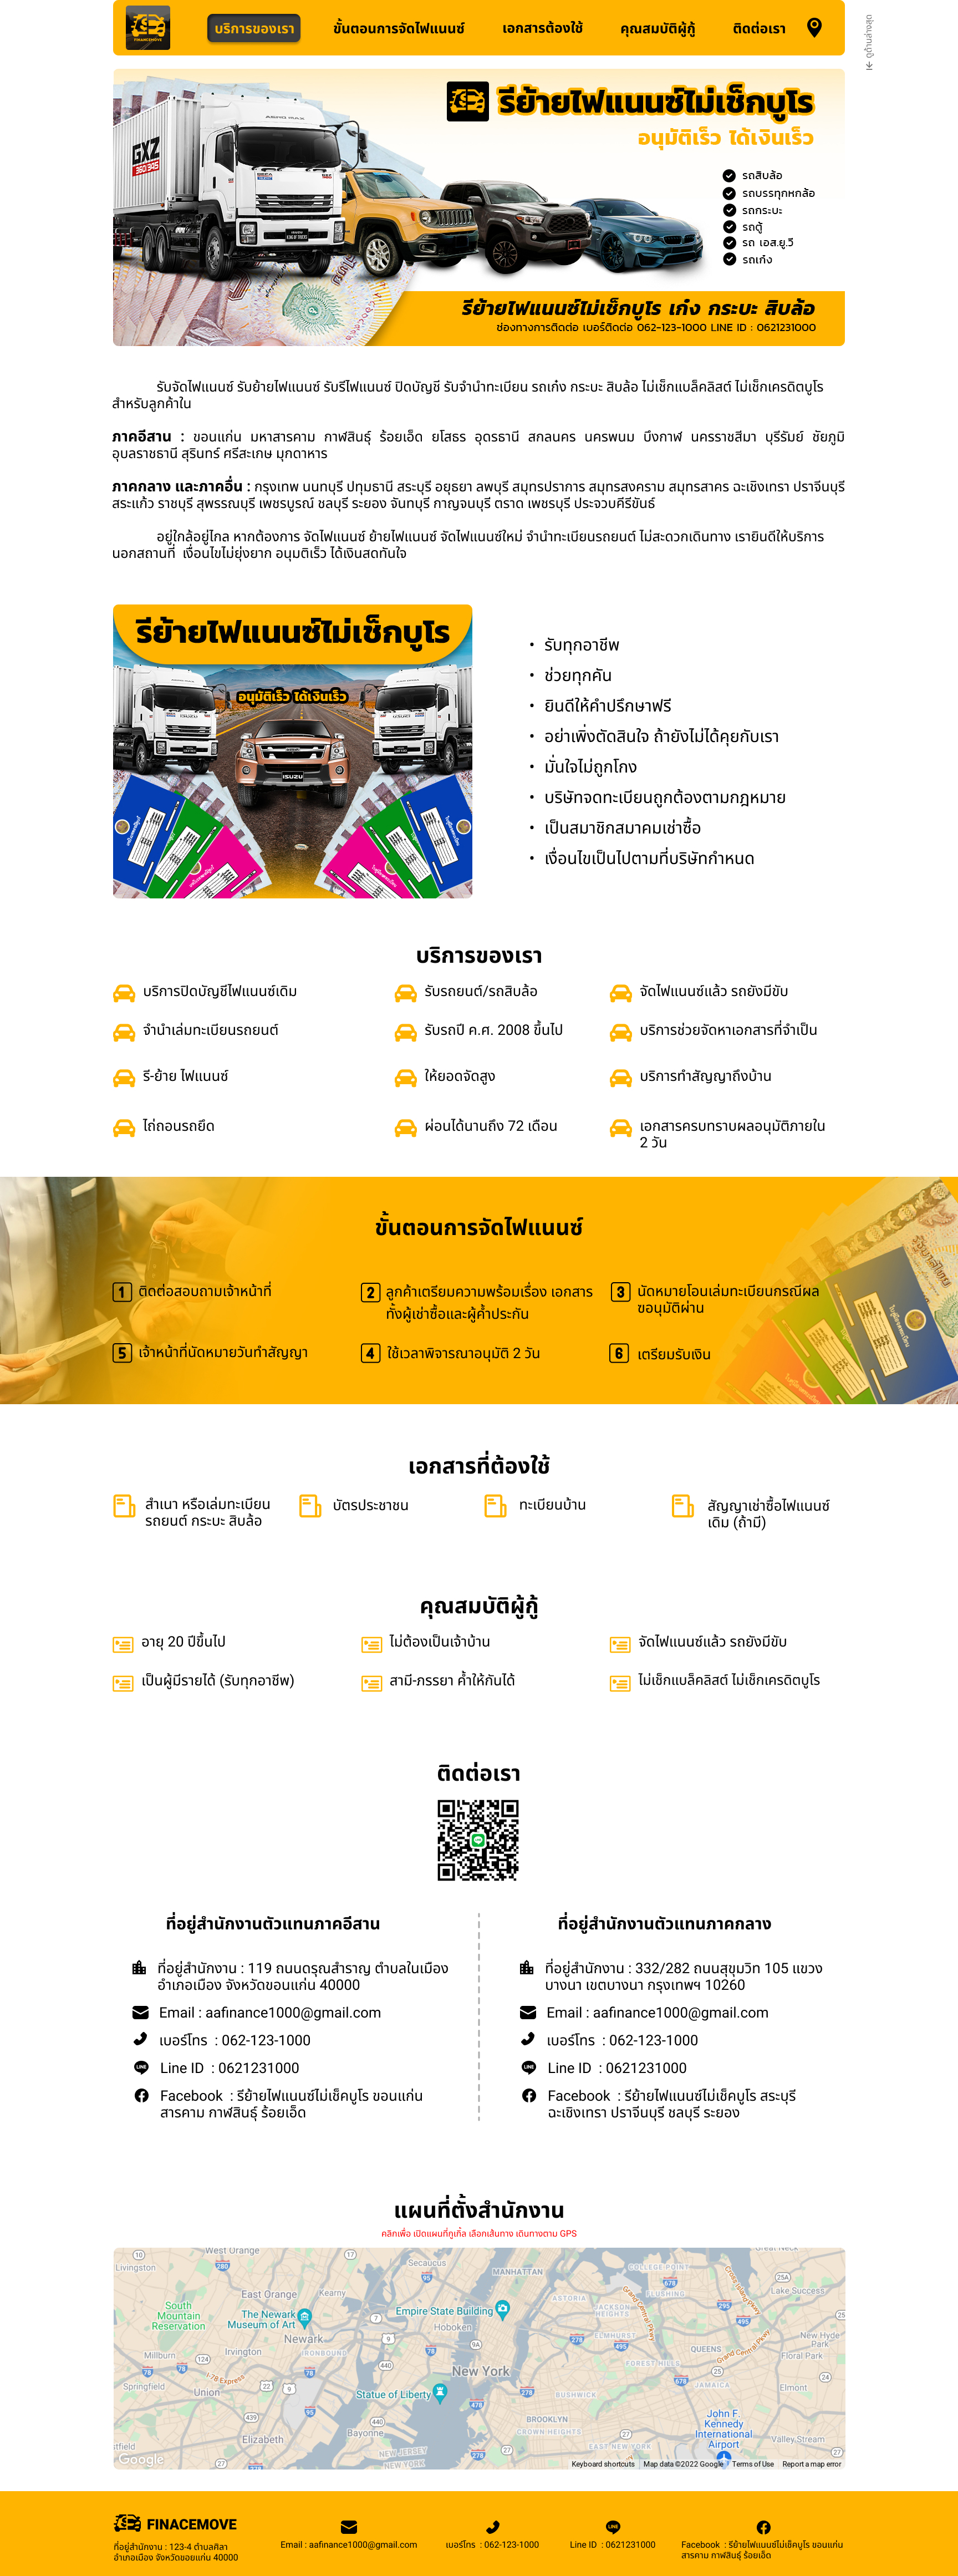 FINANCEMOVE
บริการของเรา
ขั้นตอนการจัดไฟแนนซ์
เอกสารต้องใช้
คุณสมบัติผู้กู้
ติดต่อเรา
ดูด้านล่างสุด
รีย้ายไฟแนนซ์ไม่เช็กบูโร
อนุมัติเร็ว ได้เงินเร็ว
GXZ
รถสิบล้อ
รถบรรทุกหกล้อ
รถกระบะ
รถตู้
รถ เอส.ยู.วี
รถเก๋ง
รีย้ายไฟแนนซ์ไม่เช็กบูโร เก๋ง กระบะ สิบล้อ
ช่องทางการติดต่อ เบอร์ติดต่อ 062-123-1000 LINE ID : 0621231000
รับจัดไฟแนนซ์ รับย้ายไฟแนนซ์ รับรีไฟแนนซ์ ปิดบัญชี รับจำนำทะเบียน รถเก๋ง กระบะ สิบล้อ ไม่เช็กแบล็คลิสต์ ไม่เช็กเครดิตบูโร
สำหรับลูกค้าใน
ภาคอีสาน : ขอนแก่น มหาสารคาม กาฬสินธุ์ ร้อยเอ็ด ยโสธร อุดรธานี สกลนคร นครพนม บึงกาฬ นครราชสีมา บุรีรัมย์ ชัยภูมิ
อุบลราชธานี สุรินทร์ ศรีสะเกษ มุกดาหาร
ภาคกลาง และภาคอื่น : กรุงเทพ นนทบุรี ปทุมธานี สระบุรี อยุธยา ลพบุรี สมุทรปราการ สมุทรสงคราม สมุทรสาคร ฉะเชิงเทรา ปราจีนบุรี
สระแก้ว ราชบุรี สุพรรณบุรี เพชรบูรณ์ ชลบุรี ระยอง จันทบุรี กาญจนบุรี ตราด เพชรบุรี ประจวบคีรีขันธ์
อยู่ใกล้อยู่ไกล หากต้องการ จัดไฟแนนซ์ ย้ายไฟแนนซ์ จัดไฟแนนซ์ใหม่ จำนำทะเบียนรถยนต์ ไม่สะดวกเดินทาง เรายินดีให้บริการ
นอกสถานที่ เงื่อนไขไม่ยุ่งยาก อนุมติเร็ว ได้เงินสดทันใจ
รีย้ายไฟแนนซ์ไม่เช็กบูโร
อนุมัติเร็ว ได้เงินเร็ว
ISUZU
รับทุกอาชีพ
ช่วยทุกคัน
ยินดีให้คำปรึกษาฟรี
อย่าเพิ่งตัดสินใจ ถ้ายังไม่ได้คุยกับเรา
มั่นใจไม่ถูกโกง
บริษัทจดทะเบียนถูกต้องตามกฎหมาย
เป็นสมาชิกสมาคมเช่าซื้อ
เงื่อนไขเป็นไปตามที่บริษัทกำหนด
บริการของเรา
บริการปิดบัญชีไฟแนนซ์เดิม
รับรถยนต์/รถสิบล้อ
จัดไฟแนนซ์แล้ว รถยังมีขับ
จำนำเล่มทะเบียนรถยนต์
รับรถปี ค.ศ. 2008 ขึ้นไป
บริการช่วยจัดหาเอกสารที่จำเป็น
รี-ย้าย ไฟแนนซ์
ให้ยอดจัดสูง
บริการทำสัญญาถึงบ้าน
ไถ่ถอนรถยึด
ผ่อนได้นานถึง 72 เดือน
เอกสารครบทราบผลอนุมัติภายใน
2 วัน
ขั้นตอนการจัดไฟแนนซ์
1 ติดต่อสอบถามเจ้าหน้าที่
2 ลูกค้าเตรียมความพร้อมเรื่อง เอกสาร
ทั้งผู้เช่าซื้อและผู้ค้ำประกัน
3 นัดหมายโอนเล่มทะเบียนกรณีผล
ขออนุมัติผ่าน
5 เจ้าหน้าที่นัดหมายวันทำสัญญา
4 ใช้เวลาพิจารณาอนุมัติ 2 วัน
6 เตรียมรับเงิน
เอกสารที่ต้องใช้
สำเนา หรือเล่มทะเบียน
รถยนต์ กระบะ สิบล้อ
บัตรประชาชน
ทะเบียนบ้าน
สัญญาเช่าซื้อไฟแนนซ์
เดิม (ถ้ามี)
คุณสมบัติผู้กู้
อายุ 20 ปีขึ้นไป
ไม่ต้องเป็นเจ้าบ้าน
จัดไฟแนนซ์แล้ว รถยังมีขับ
เป็นผู้มีรายได้ (รับทุกอาชีพ)
สามี-ภรรยา ค้ำให้กันได้
ไม่เช็กแบล็คลิสต์ ไม่เช็กเครดิตบูโร
ติดต่อเรา
ที่อยู่สำนักงานตัวแทนภาคอีสาน
ที่อยู่สำนักงาน : 119 ถนนดรุณสำราญ ตำบลในเมือง
อำเภอเมือง จังหวัดขอนแก่น 40000
Email : aafinance1000@gmail.com
เบอร์โทร : 062-123-1000
Line ID : 0621231000
Facebook : รีย้ายไฟแนนซ์ไม่เช็คบูโร ขอนแก่น
สารคาม กาฬสินธุ์ ร้อยเอ็ด
ที่อยู่สำนักงานตัวแทนภาคกลาง
ที่อยู่สำนักงาน : 332/282 ถนนสุขุมวิท 105 แขวง
บางนา เขตบางนา กรุงเทพฯ 10260
Email : aafinance1000@gmail.com
เบอร์โทร : 062-123-1000
Line ID : 0621231000
Facebook : รีย้ายไฟแนนซ์ไม่เช็คบูโร สระบุรี
ฉะเชิงเทรา ปราจีนบุรี ชลบุรี ระยอง
แผนที่ตั้งสำนักงาน
คลิกเพื่อ เปิดแผนที่กูเกิ้ล เลือกเส้นทาง เดินทางตาม GPS
West Orange
Livingston
Secaucus
MANHATTAN
COLLEGE POINT
Great Neck
East Orange
Kearny
ASTORIA
FLUSHING
Lake Success
South
Mountain
Reservation
The Newark
Museum of Art
Empire State Building
JACKSON
HEIGHTS
Newark
Hoboken
ELMHURST
New Hyde
Park
Millburn
Irvington
IRONBOUND
QUEENS
Floral Park
FOREST HILLS
New York
Springfield
Union
Statue of Liberty
BUSHWICK
JAMAICA
Elmont
BROOKLYN
CROWN HEIGHTS
John F.
Kennedy
International
Airport
Elizabeth
Bayonne
EAST NEW YORK
Valley Stream
NEW JERSEY
NEW YORK
Google
Keyboard shortcuts
Map data ©2022 Google
Terms of Use
Report a map error
FINACEMOVE
ที่อยู่สำนักงาน : 123-4 ตำบลศิลา
อำเภอเมือง จังหวัดขอนแก่น 40000
Email : aafinance1000@gmail.com
เบอร์โทร : 062-123-1000
Line ID : 0621231000
Facebook : รีย้ายไฟแนนซ์ไม่เช็คบูโร ขอนแก่น
สารคาม กาฬสินธุ์ ร้อยเอ็ด